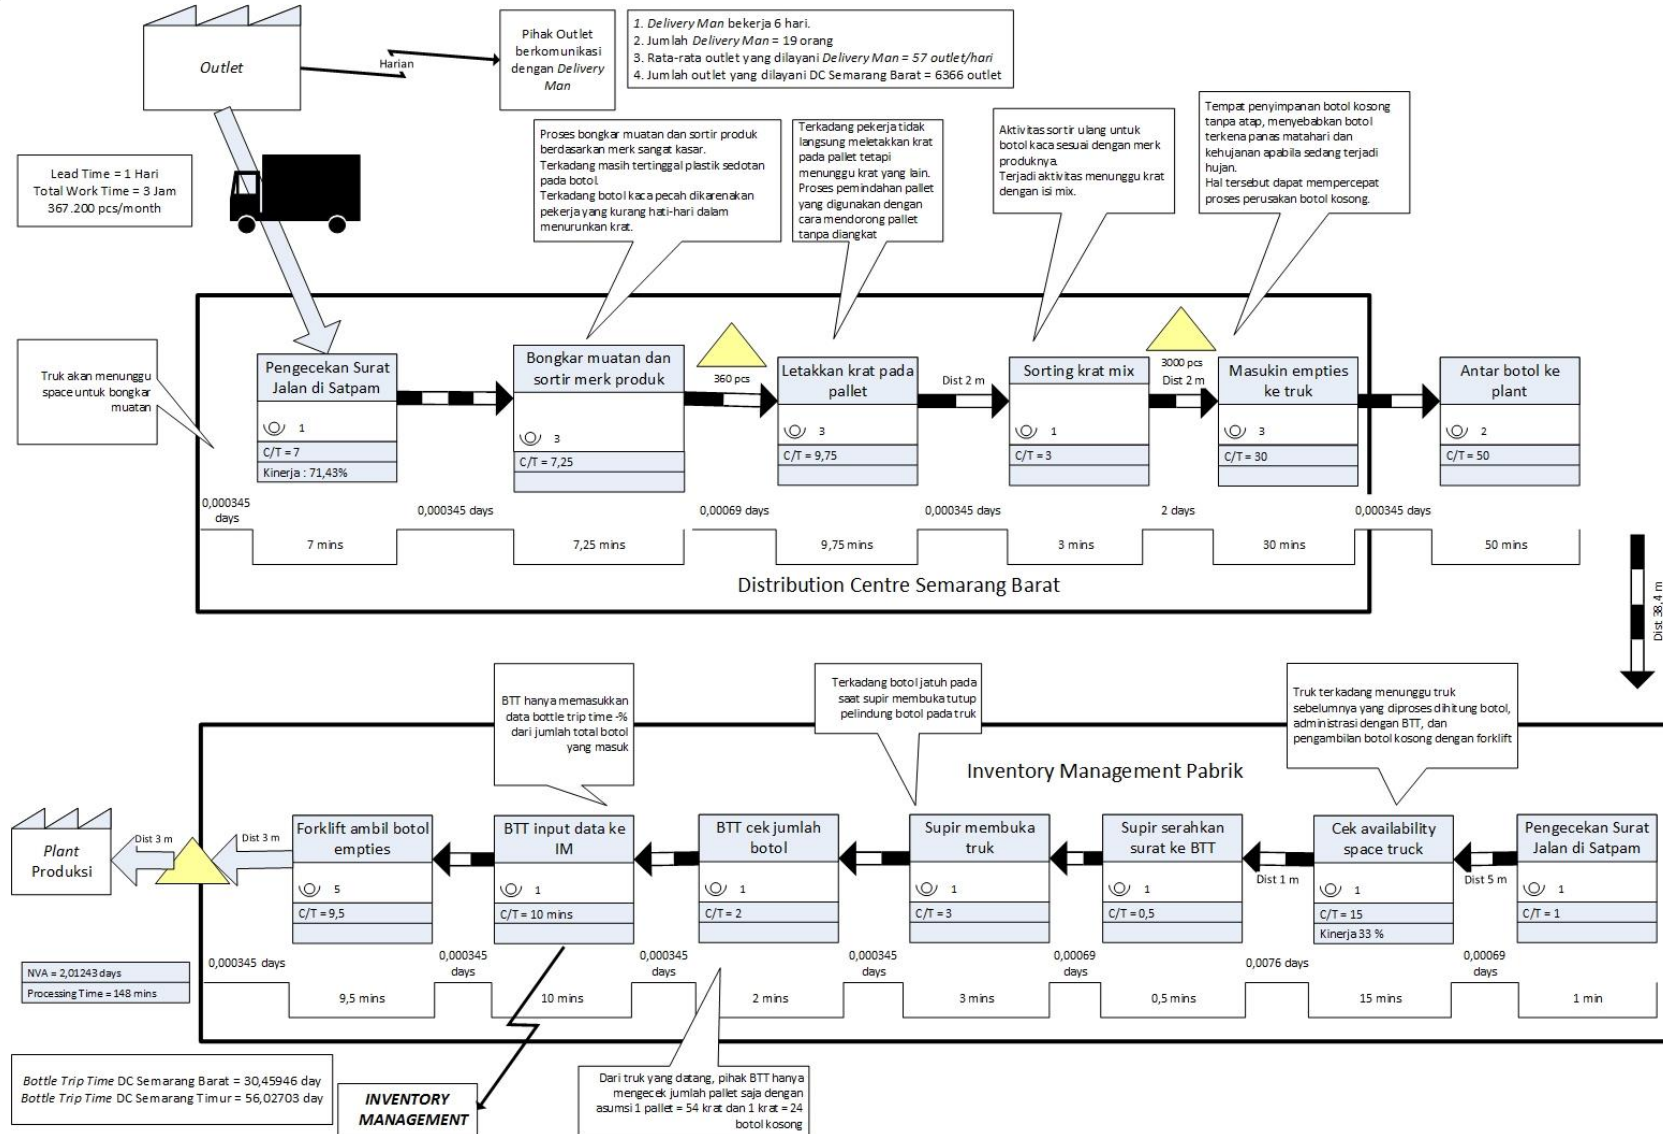 Outlet
Harian
Pihak Outlet
berkomunikasi
dengan Delivery
Man
1. Delivery Man bekerja 6 hari.
2. Jumlah Delivery Man = 19 orang
3. Rata-rata outlet yang dilayani Delivery Man = 57 outlet/hari
4. Jumlah outlet yang dilayani DC Semarang Barat = 6366 outlet
Lead Time = 1 Hari
Total Work Time = 3 Jam
367.200 pcs/month
Proses bongkar muatan dan sortir produk
berdasarkan merk sangat kasar.
Terkadang masih tertinggal plastik sedotan
pada botol.
Terkadang botol kaca pecah dikarenakan
pekerja yang kurang hati-hati dalam
menurunkan krat.
Terkadang pekerja tidak
langsung meletakkan krat
pada pallet tetapi
menunggu krat yang lain.
Proses pemindahan pallet
yang digunakan dengan
cara mendorong pallet
tanpa diangkat
Aktivitas sortir ulang untuk
botol kaca sesuai dengan merk
produknya.
Terjadi aktivitas menunggu krat
dengan isi mix.
Tempat penyimpanan botol kosong
tanpa atap, menyebabkan botol
terkena panas matahari dan
kehujanan apabila sedang terjadi
hujan.
Hal tersebut dapat mempercepat
proses perusakan botol kosong.
Truk akan menunggu
space untuk bongkar
muatan
Pengecekan Surat
Jalan di Satpam
1
C/T = 7
Kinerja : 71,43%
Bongkar muatan dan
sortir merk produk
3
C/T = 7,25
360 pcs
Letakkan krat pada
pallet
3
C/T = 9,75
Dist 2 m
Sorting krat mix
1
C/T = 3
3000 pcs
Dist 2 m
Masukin empties
ke truk
3
C/T = 30
Antar botol ke
plant
2
C/T = 50
0,000345
days
7 mins
0,000345 days
7,25 mins
0,00069 days
9,75 mins
0,000345 days
3 mins
2 days
30 mins
0,000345 days
50 mins
Distribution Centre Semarang Barat
Dist 38,4 m
BTT hanya memasukkan
data bottle trip time -%
dari jumlah total botol
yang masuk
Terkadang botol jatuh pada
saat supir membuka tutup
pelindung botol pada truk
Truk terkadang menunggu truk
sebelumnya yang diproses dihitung botol,
administrasi dengan BTT, dan
pengambilan botol kosong dengan forklift
Inventory Management Pabrik
Plant
Produksi
Dist 3 m
Dist 3 m
Forklift ambil botol
empties
5
C/T = 9,5
BTT input data ke
IM
1
C/T = 10 mins
BTT cek jumlah
botol
1
C/T = 2
Supir membuka
truk
1
C/T = 3
Supir serahkan
surat ke BTT
1
C/T = 0,5
Dist 1 m
Cek availability
space truck
1
C/T = 15
Kinerja 33 %
Dist 5 m
Pengecekan Surat
Jalan di Satpam
1
C/T = 1
0,000345 days
9,5 mins
0,000345
days
10 mins
0,000345
days
2 mins
0,000345
days
3 mins
0,00069
days
0,5 mins
0,0076 days
15 mins
0,00069
days
1 min
NVA = 2,01243 days
Processing Time = 148 mins
Bottle Trip Time DC Semarang Barat = 30,45946 day
Bottle Trip Time DC Semarang Timur = 56,02703 day
INVENTORY
MANAGEMENT
Dari truk yang datang, pihak BTT hanya
mengecek jumlah pallet saja dengan
asumsi 1 pallet = 54 krat dan 1 krat = 24
botol kosong